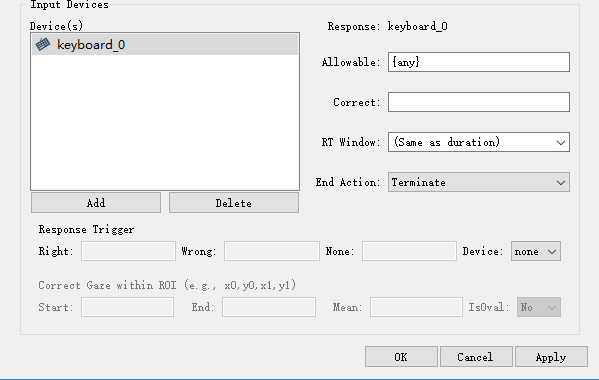 Input Devices
Device(s)
keyboard_0
Response: keyboard_0
Allowable: {any}
Correct:
RT Window: (Same as duration)
End Action: Terminate
Add Delete
Response Trigger
Right: Wrong: None: Device: none
Correct Gaze within ROI (e.g., x0,y0,x1,y1)
Start: End: Mean: IsOval: No
OK Cancel Apply